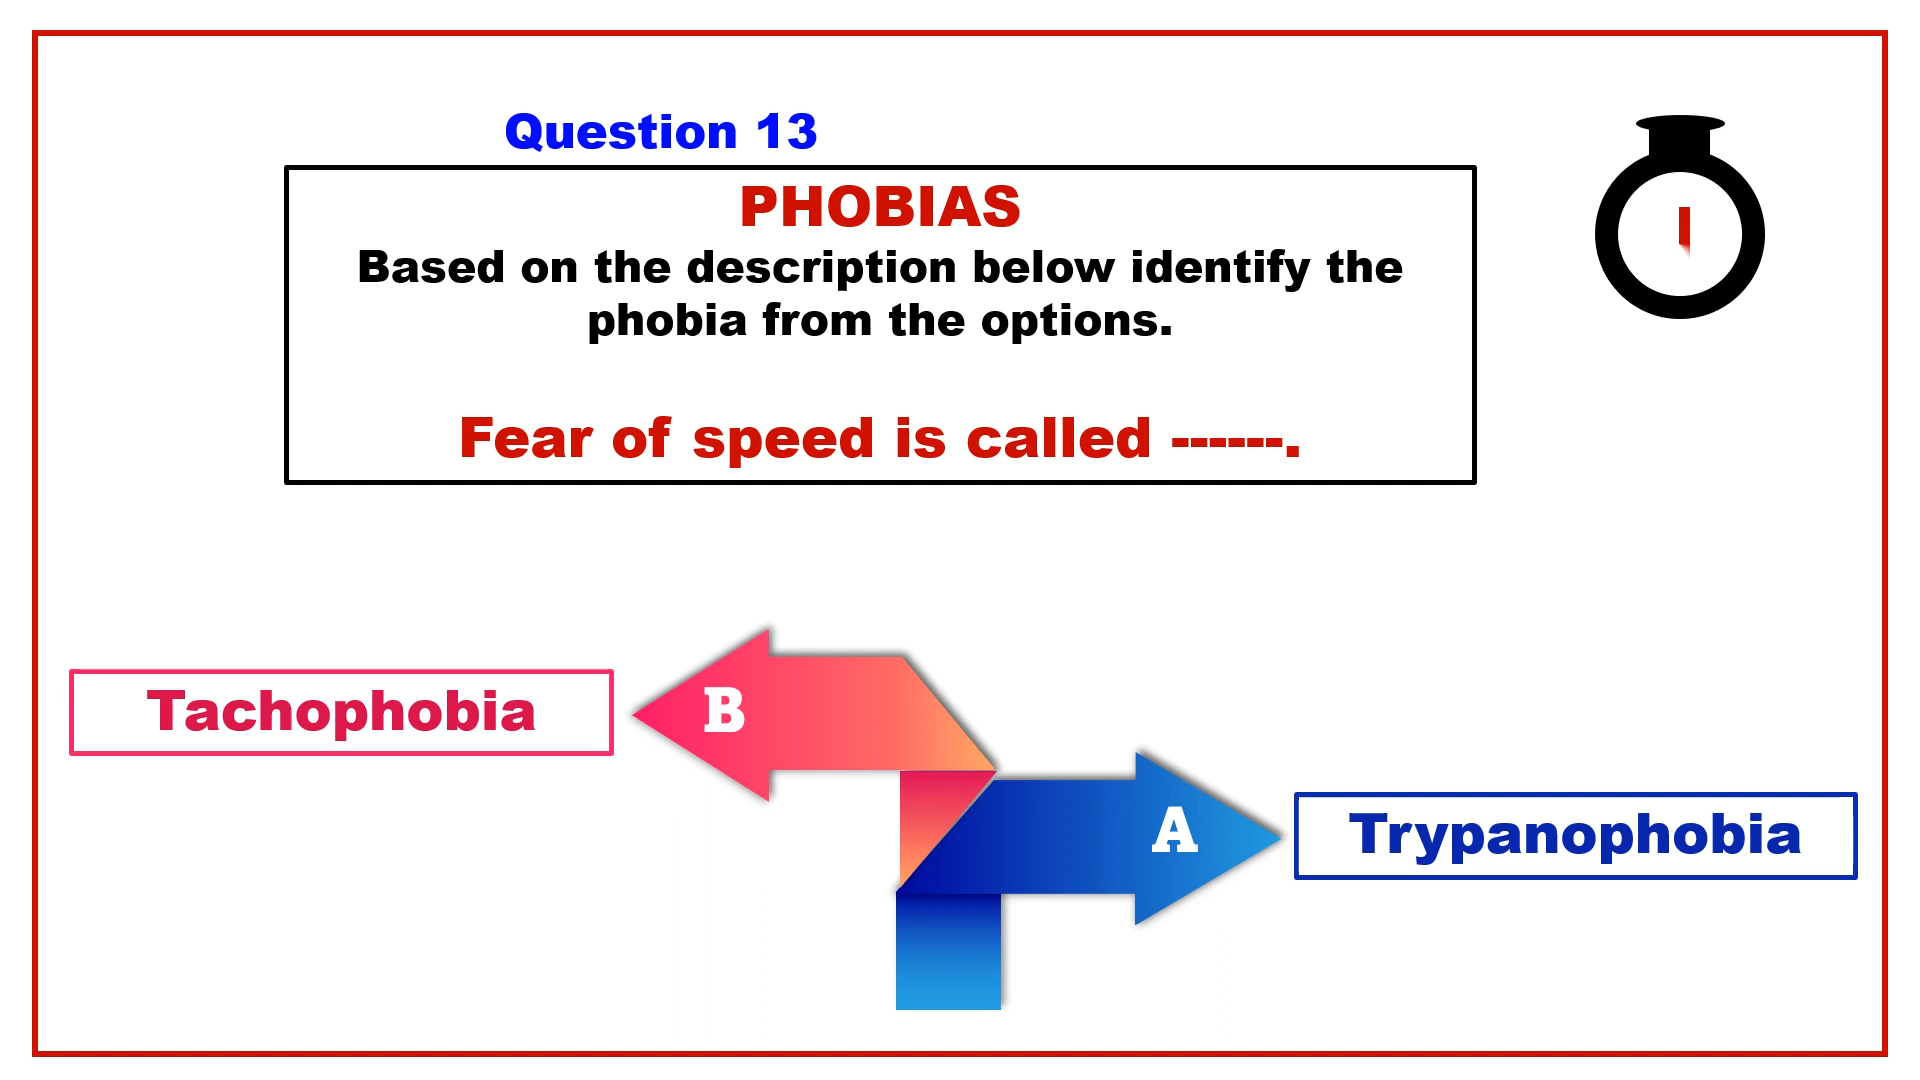 Question 13
PHOBIAS
Based on the description below identify the
phobia from the options.
Fear of speed is called ------.
B
Tachophobia
A
Trypanophobia